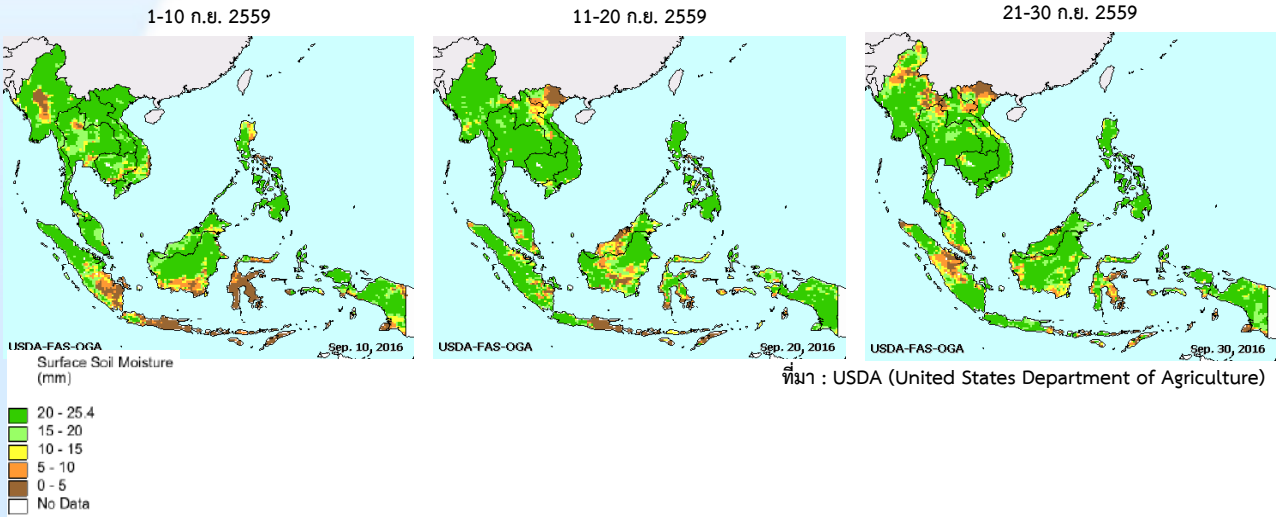 1-10 ก.ย. 2559
11-20 ก.ย. 2559
21-30 ก.ย. 2559
USDA-FAS-OGA
Sep. 10, 2016
USDA-FAS-OGA
Sep. 20, 2016
USDA-FAS-OGA
Sep. 30, 2016
ที่มา : USDA (United States Department of Agriculture)
Surface Soil Moisture
(mm)
20 - 25.4
15 - 20
10 - 15
5 - 10
0 - 5
No Data